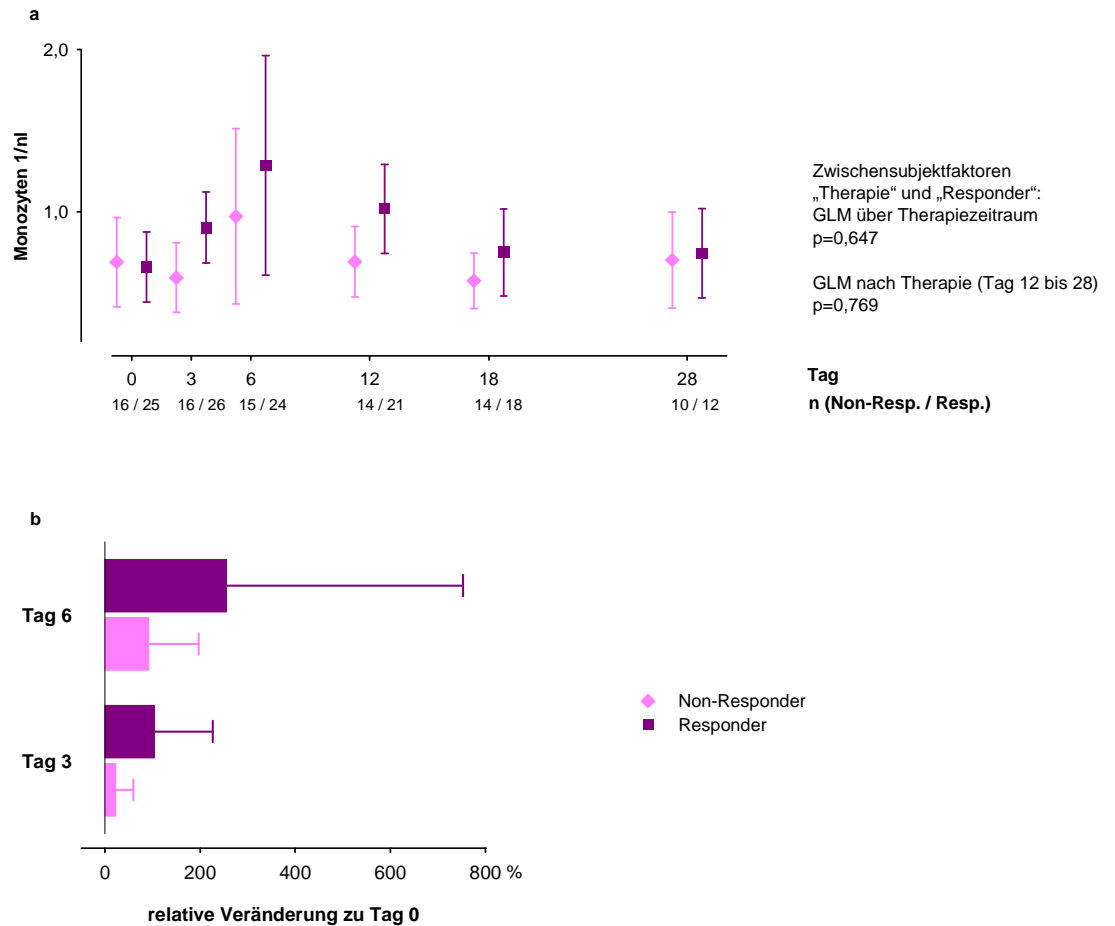 a
2,0
1,0
Monozyten 1/nl
Zwischensubjektfaktoren
„Therapie“ und „Responder“:
GLM über Therapiezeitraum
p=0,647
GLM nach Therapie (Tag 12 bis 28)
p=0,769
0 3 6 12 18 28 Tag
16 / 25 16 / 26 15 / 24 14 / 21 14 / 18 10 / 12 n (Non-Resp. / Resp.)
b
Tag 6
Tag 3
Non-Responder
Responder
0 200 400 600 800 %
relative Veränderung zu Tag 0